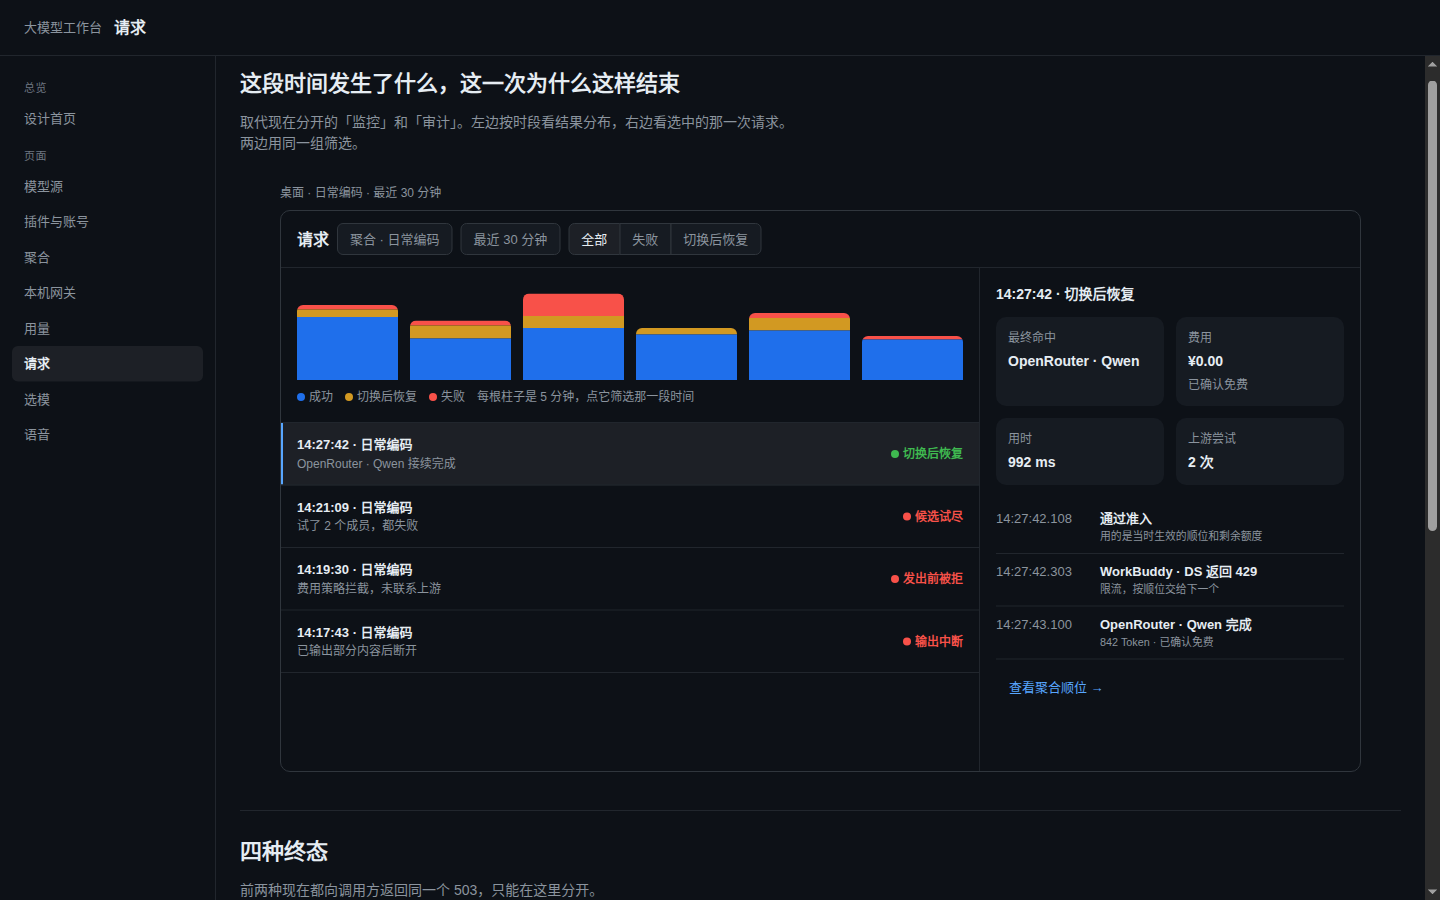 大模型工作台 请求
总览
设计首页
页面
模型源
插件与账号
聚合
本机网关
用量
请求
选模
语音
这段时间发生了什么，这一次为什么这样结束
取代现在分开的「监控」和「审计」。左边按时段看结果分布，右边看选中的那一次请求。
两边用同一组筛选。
桌面 · 日常编码 · 最近 30 分钟
请求 聚合 · 日常编码 最近 30 分钟 全部 失败 切换后恢复
成功 切换后恢复 失败 每根柱子是 5 分钟，点它筛选那一段时间
14:27:42 · 日常编码
OpenRouter · Qwen 接续完成
切换后恢复
14:21:09 · 日常编码
试了 2 个成员，都失败
候选试尽
14:19:30 · 日常编码
费用策略拦截，未联系上游
发出前被拒
14:17:43 · 日常编码
已输出部分内容后断开
输出中断
14:27:42 · 切换后恢复
最终命中
OpenRouter · Qwen
费用
¥0.00
已确认免费
用时
992 ms
上游尝试
2 次
14:27:42.108 通过准入
用的是当时生效的顺位和剩余额度
14:27:42.303 WorkBuddy · DS 返回 429
限流，按顺位交给下一个
14:27:43.100 OpenRouter · Qwen 完成
842 Token · 已确认免费
查看聚合顺位 →
四种终态
前两种现在都向调用方返回同一个 503，只能在这里分开。